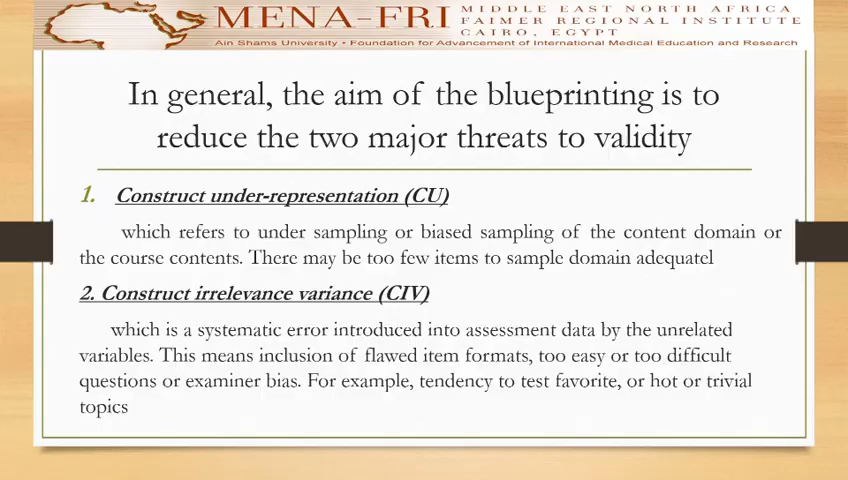 MENA-FRI
MIDDLE EAST NORTH AFRICA
FAIMER REGIONAL INSTITUTE
CAIRO, EGYPT
Ain Shams University • Foundation for Advancement of International Medical Education and Research
In general, the aim of the blueprinting is to
reduce the two major threats to validity
1. Construct under-representation (CU)
which refers to under sampling or biased sampling of the content domain or
the course contents. There may be too few items to sample domain adequatel
2. Construct irrelevance variance (CIV)
which is a systematic error introduced into assessment data by the unrelated
variables. This means inclusion of flawed item formats, too easy or too difficult
questions or examiner bias. For example, tendency to test favorite, or hot or trivial
topics